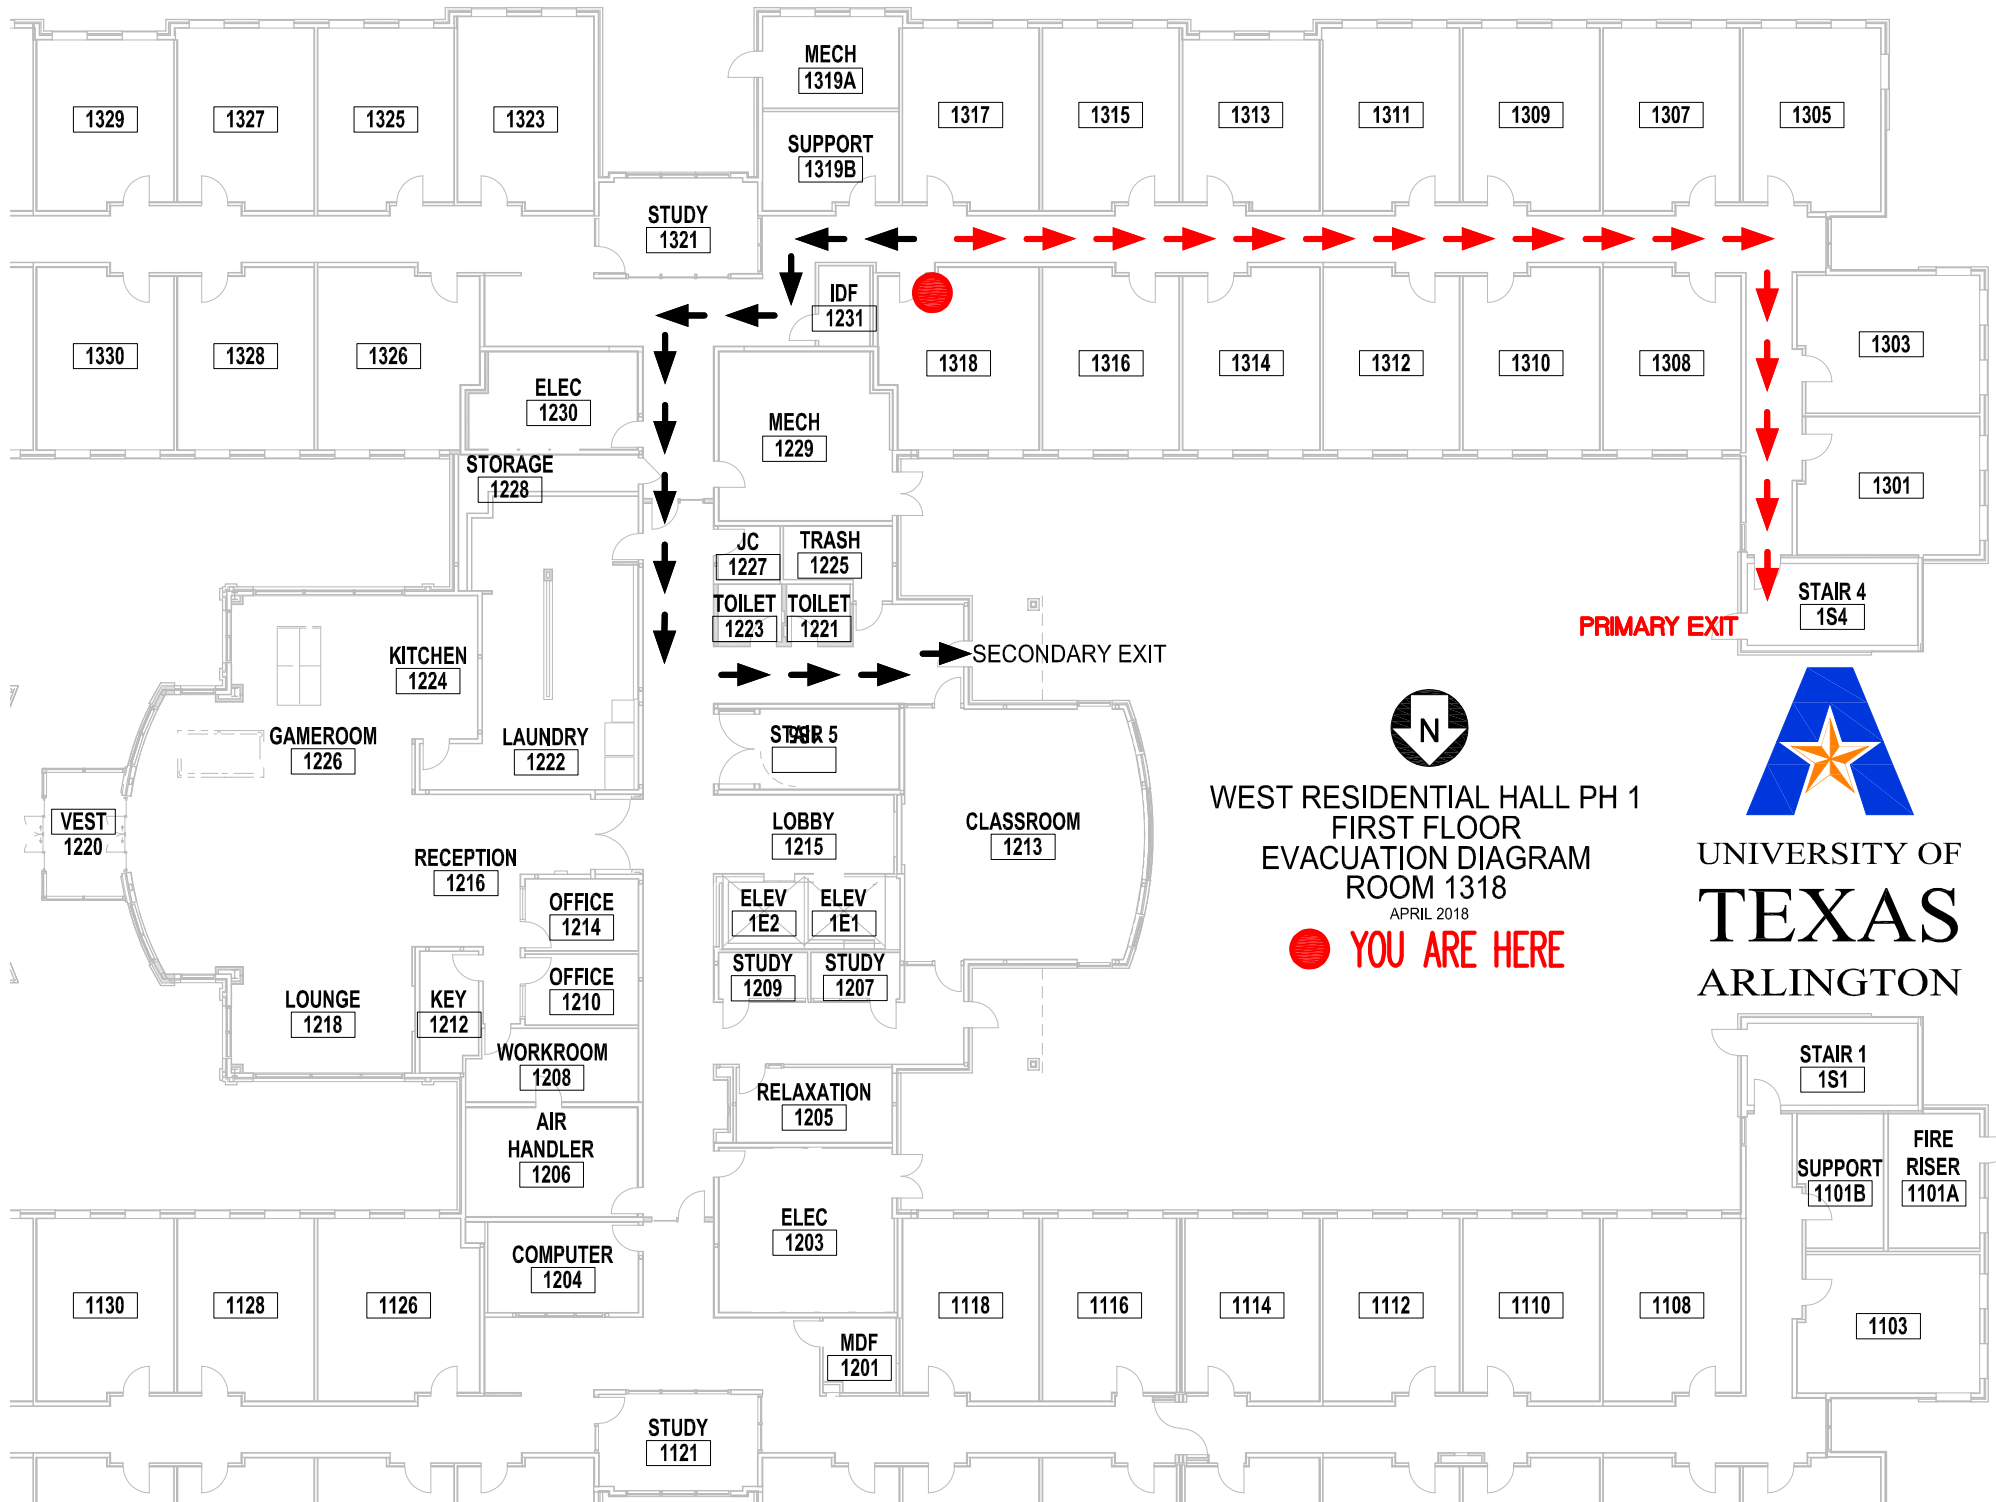 MECH
1319A
1329
1327
1325
1323
1317
1315
1313
1311
1309
1307
1305
SUPPORT
1319B
STUDY
1321
IDF
1231
1330
1328
1326
1318
1316
1314
1312
1310
1308
1303
ELEC
1230
MECH
1229
STORAGE
1228
1301
JC
1227
TRASH
1225
TOILET
1223
TOILET
1221
STAIR 4
1S4
PRIMARY EXIT
SECONDARY EXIT
KITCHEN
1224
GAMEROOM
1226
LAUNDRY
1222
STAIR 5
N
VEST
1220
LOBBY
1215
CLASSROOM
1213
RECEPTION
1216
WEST RESIDENTIAL HALL PH 1
FIRST FLOOR
EVACUATION DIAGRAM
ROOM 1318
APRIL 2018
YOU ARE HERE
UNIVERSITY OF
TEXAS
ARLINGTON
OFFICE
1214
ELEV
1E2
ELEV
1E1
OFFICE
1210
STUDY
1209
STUDY
1207
LOUNGE
1218
KEY
1212
WORKROOM
1208
RELAXATION
1205
STAIR 1
1S1
AIR
HANDLER
1206
SUPPORT
1101B
FIRE
RISER
1101A
ELEC
1203
COMPUTER
1204
1130
1128
1126
1118
1116
1114
1112
1110
1108
1103
MDF
1201
STUDY
1121